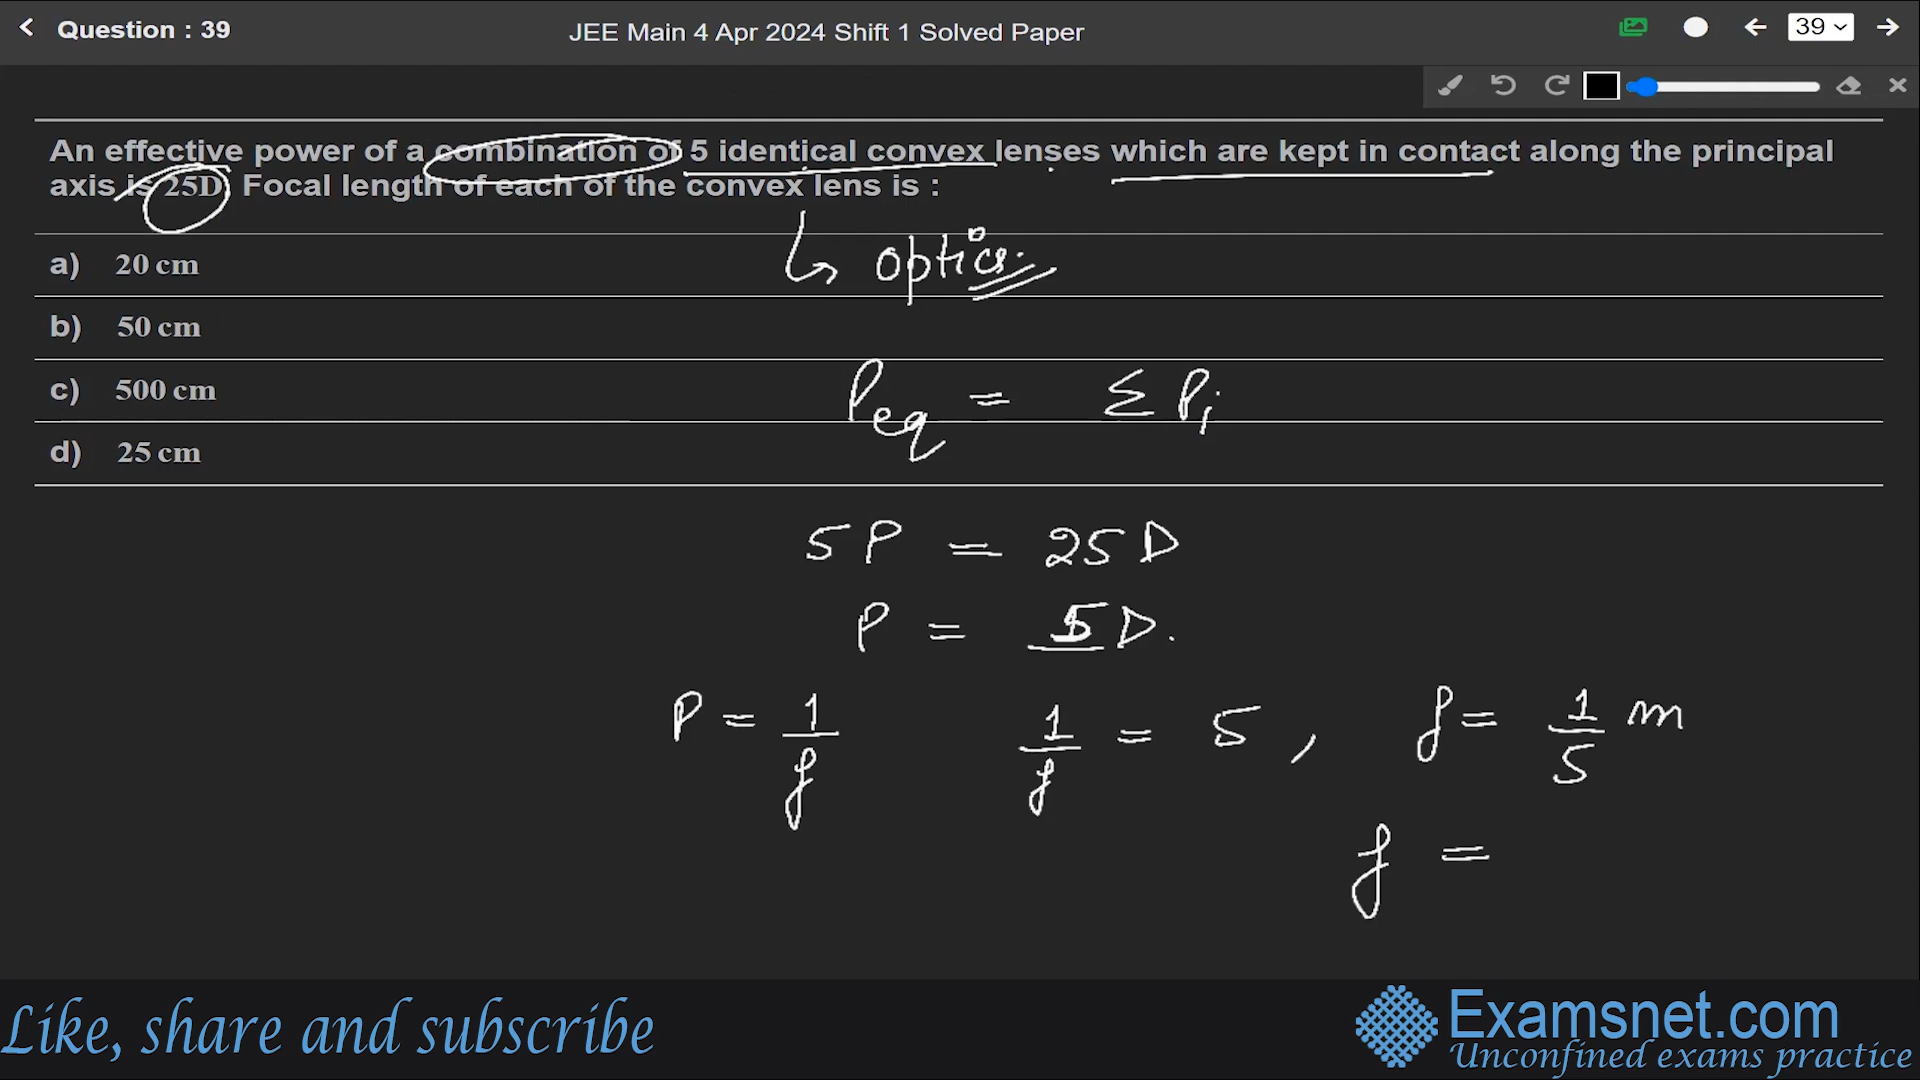 Question : 39
JEE Main 4 Apr 2024 Shift 1 Solved Paper
39
An effective power of a combination of 5 identical convex lenses which are kept in contact along the principal
axis is 25D. Focal length of each of the convex lens is :
a) 20 cm
optics.
b) 50 cm
c) 500 cm
Peq = Σ Pi
d) 25 cm
5P = 25D
P = 5D.
P = 1/f
1/f = 5 , f = 1/5 m
f =
Like, share and subscribe
Examsnet.com
Unconfined exams practice